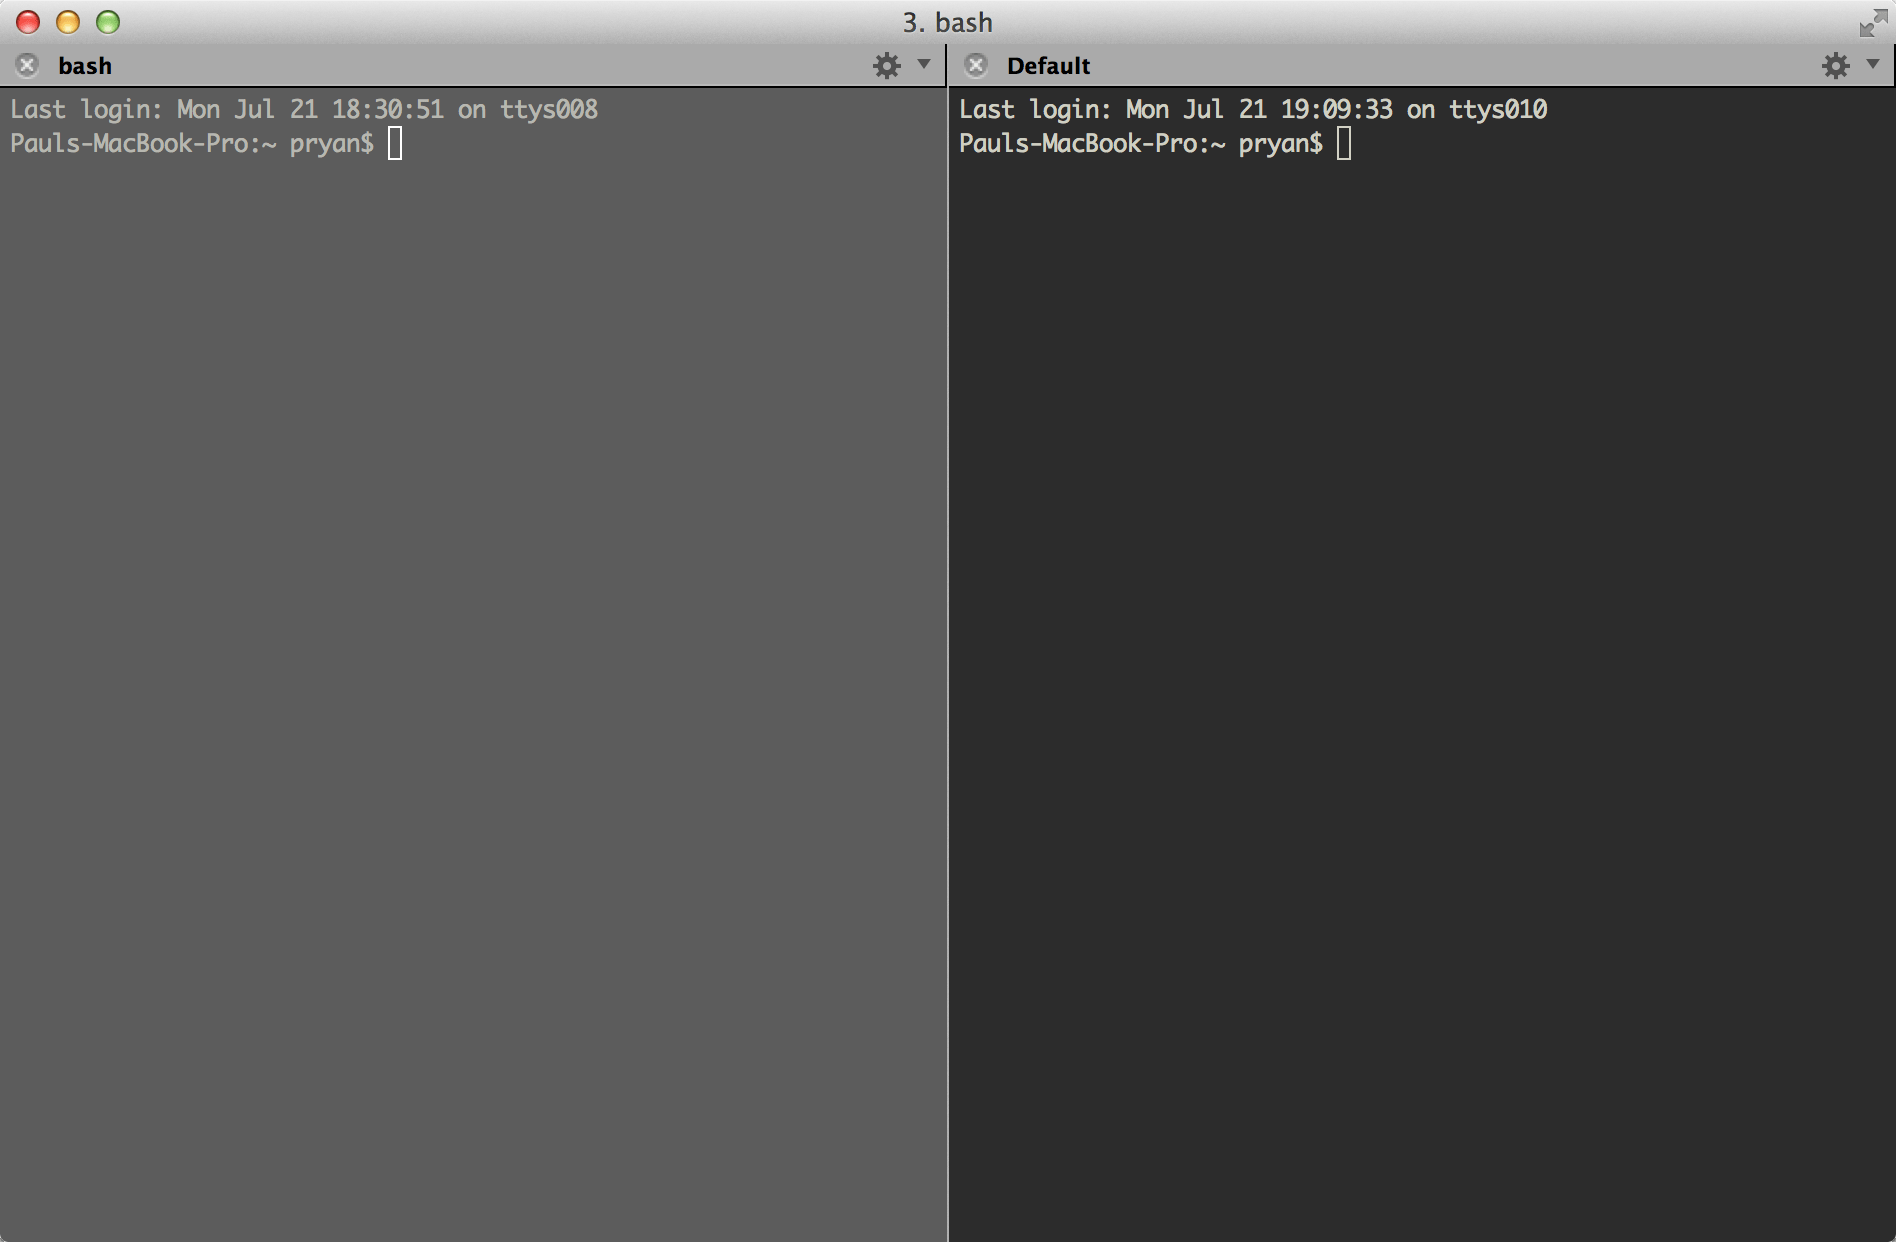 3. bash
bash
Last login: Mon Jul 21 18:30:51 on ttys008
Pauls-MacBook-Pro:~ pryan$
Default
Last login: Mon Jul 21 19:09:33 on ttys010
Pauls-MacBook-Pro:~ pryan$